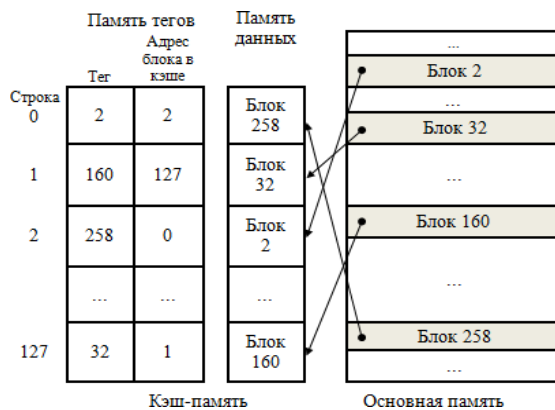 Память тегов
Память данных
Тег
Адрес блока в кэше
Строка
0
2
2
Блок 258
1
160
127
Блок 32
2
258
0
Блок 2
...
...
...
127
32
1
Блок 160
...
Блок 2
...
Блок 32
...
Блок 160
...
Блок 258
...
Кэш-память
Основная память